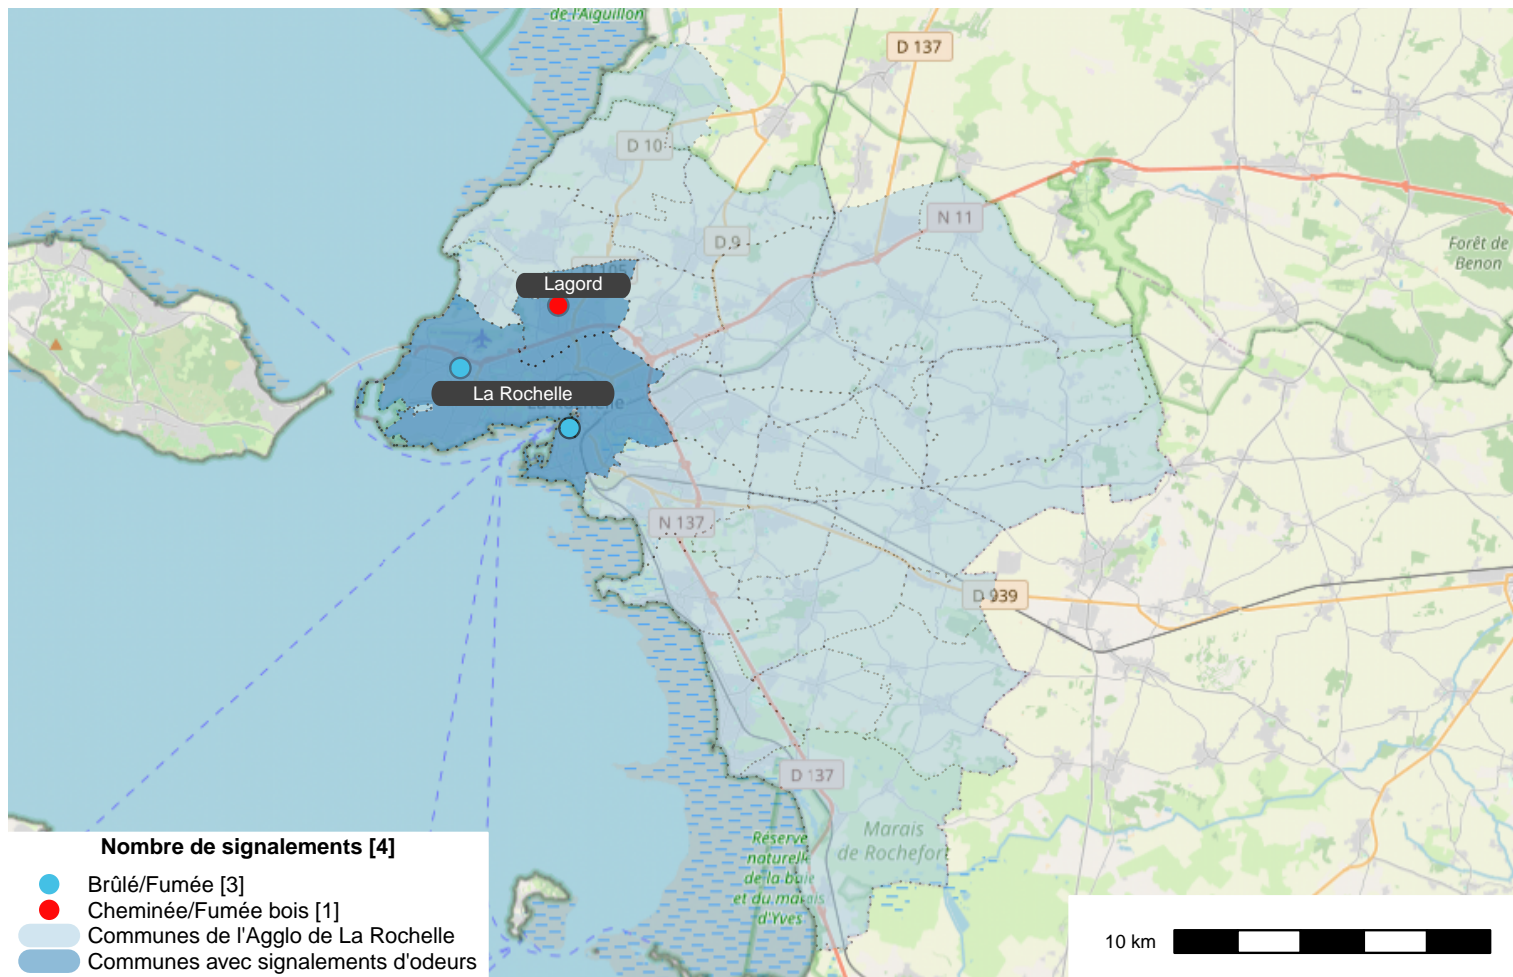 de l'Aiguillon
D 137
D 10
N 11
D 9
Forêt de
Benon
Lagord
La Rochelle
N 137
D 939
D 137
Marais
de Rochefort
Réserve
naturelle
de la baie
et du marais
d'Yves
Nombre de signalements [4]
Brûlé/Fumée [3]
Cheminée/Fumée bois [1]
Communes de l'Agglo de La Rochelle
Communes avec signalements d'odeurs
10 km